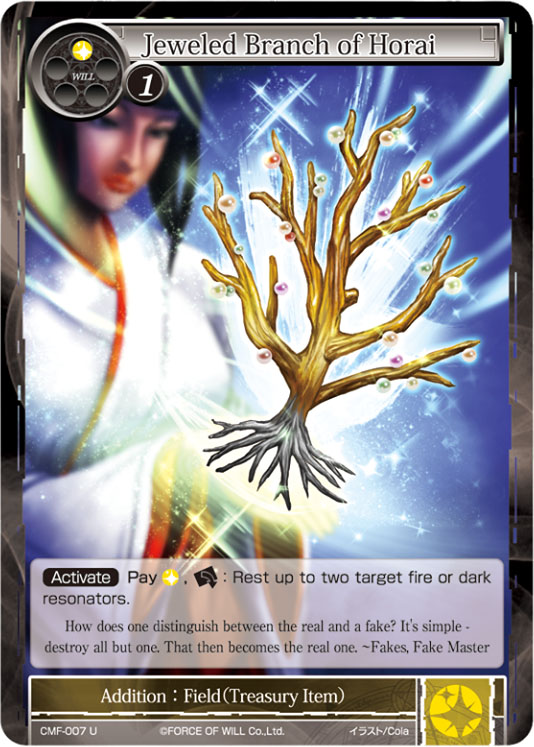 Jeweled Branch of Horai
WILL
1
Activate Pay , : Rest up to two target fire or dark
resonators.
How does one distinguish between the real and a fake? It's simple -
destroy all but one. That then becomes the real one. ~Fakes, Fake Master
Addition : Field(Treasury Item)
CMF-007 U ©FORCE OF WILL Co.,Ltd. イラスト/Cola